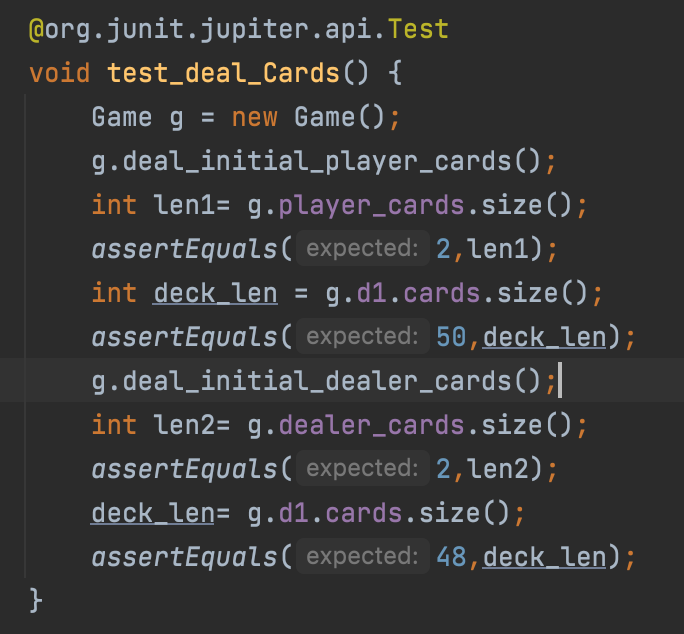 @org.junit.jupiter.api.Test
void test_deal_Cards() {
Game g = new Game();
g.deal_initial_player_cards();
int len1= g.player_cards.size();
assertEquals( expected: 2,len1);
int deck_len = g.d1.cards.size();
assertEquals( expected: 50,deck_len);
g.deal_initial_dealer_cards();
int len2= g.dealer_cards.size();
assertEquals( expected: 2,len2);
deck_len= g.d1.cards.size();
assertEquals( expected: 48,deck_len);
}